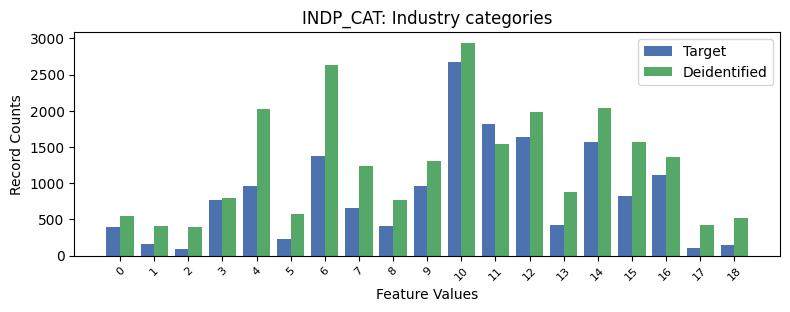 INDP_CAT: Industry categories
3000
2500
2000
1500
1000
500
0
Record Counts
Target
Deidentified
0 1 2 3 4 5 6 7 8 9 10 11 12 13 14 15 16 17 18
Feature Values